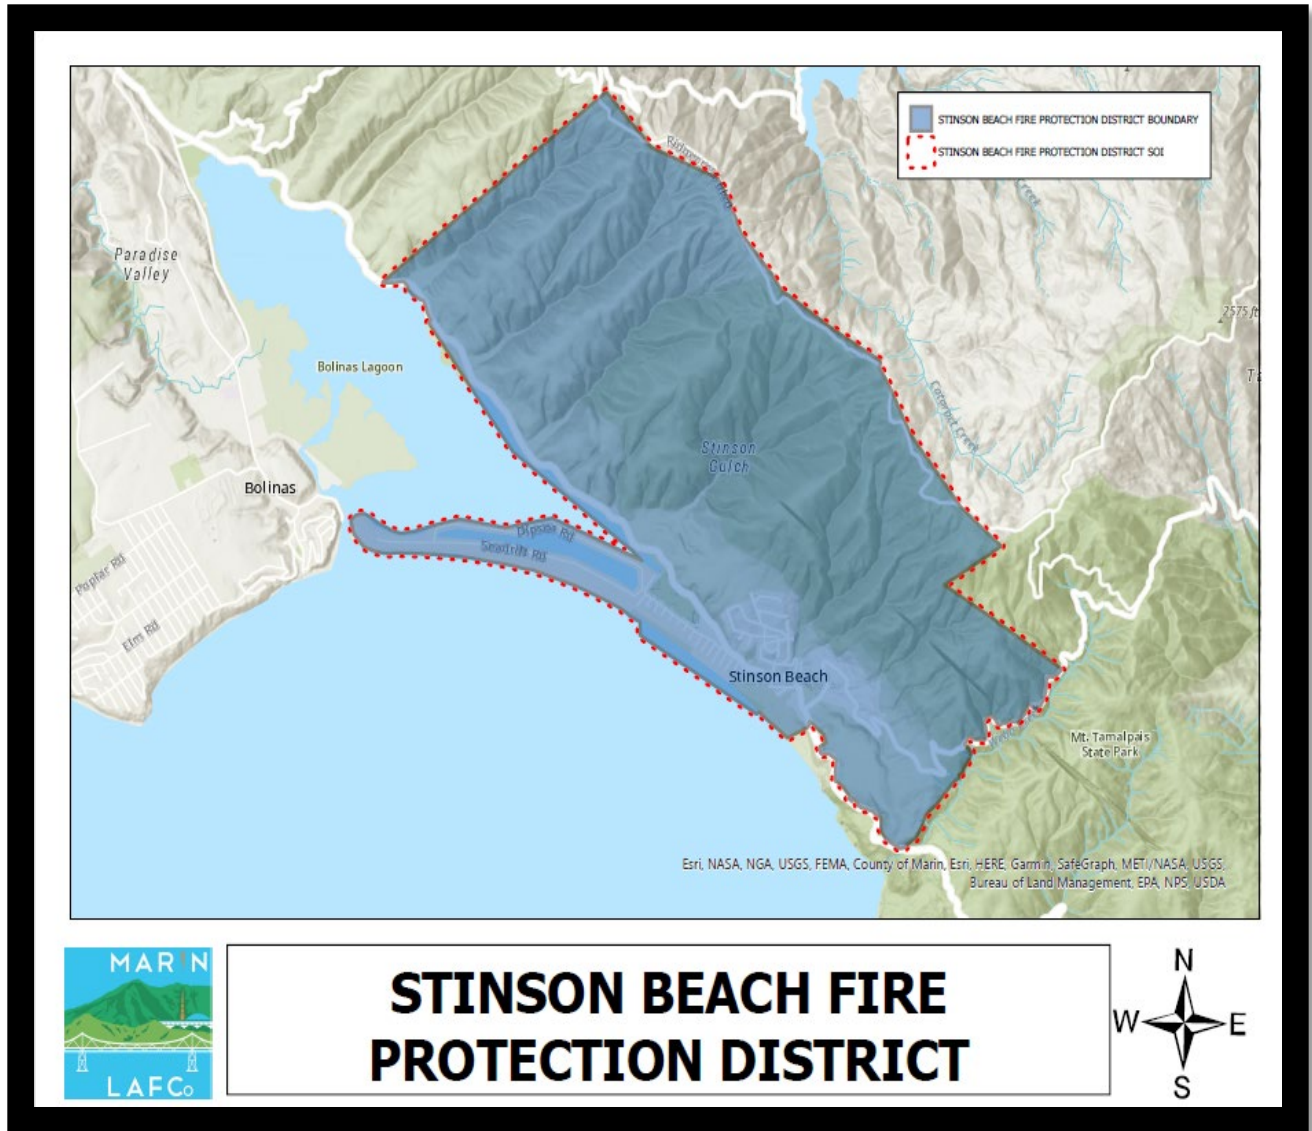 STINSON BEACH FIRE PROTECTION DISTRICT BOUNDARY
STINSON BEACH FIRE PROTECTION DISTRICT SOI
Paradise
Valley
2575 ft
Bolinas Lagoon
Cataract Creek
Creek
Stinson
Gulch
Bolinas
Dipsea Rd
Seadrift Rd
Poplar Rd
Elm Rd
Stinson Beach
Mt. Tamalpais
State Park
Esri, NASA, NGA, USGS, FEMA, County of Marin, Esri, HERE, Garmin, SafeGraph, METI/NASA, USGS,
Bureau of Land Management, EPA, NPS, USDA
MARIN
LAFCo
STINSON BEACH FIRE
PROTECTION DISTRICT
N
W E
S